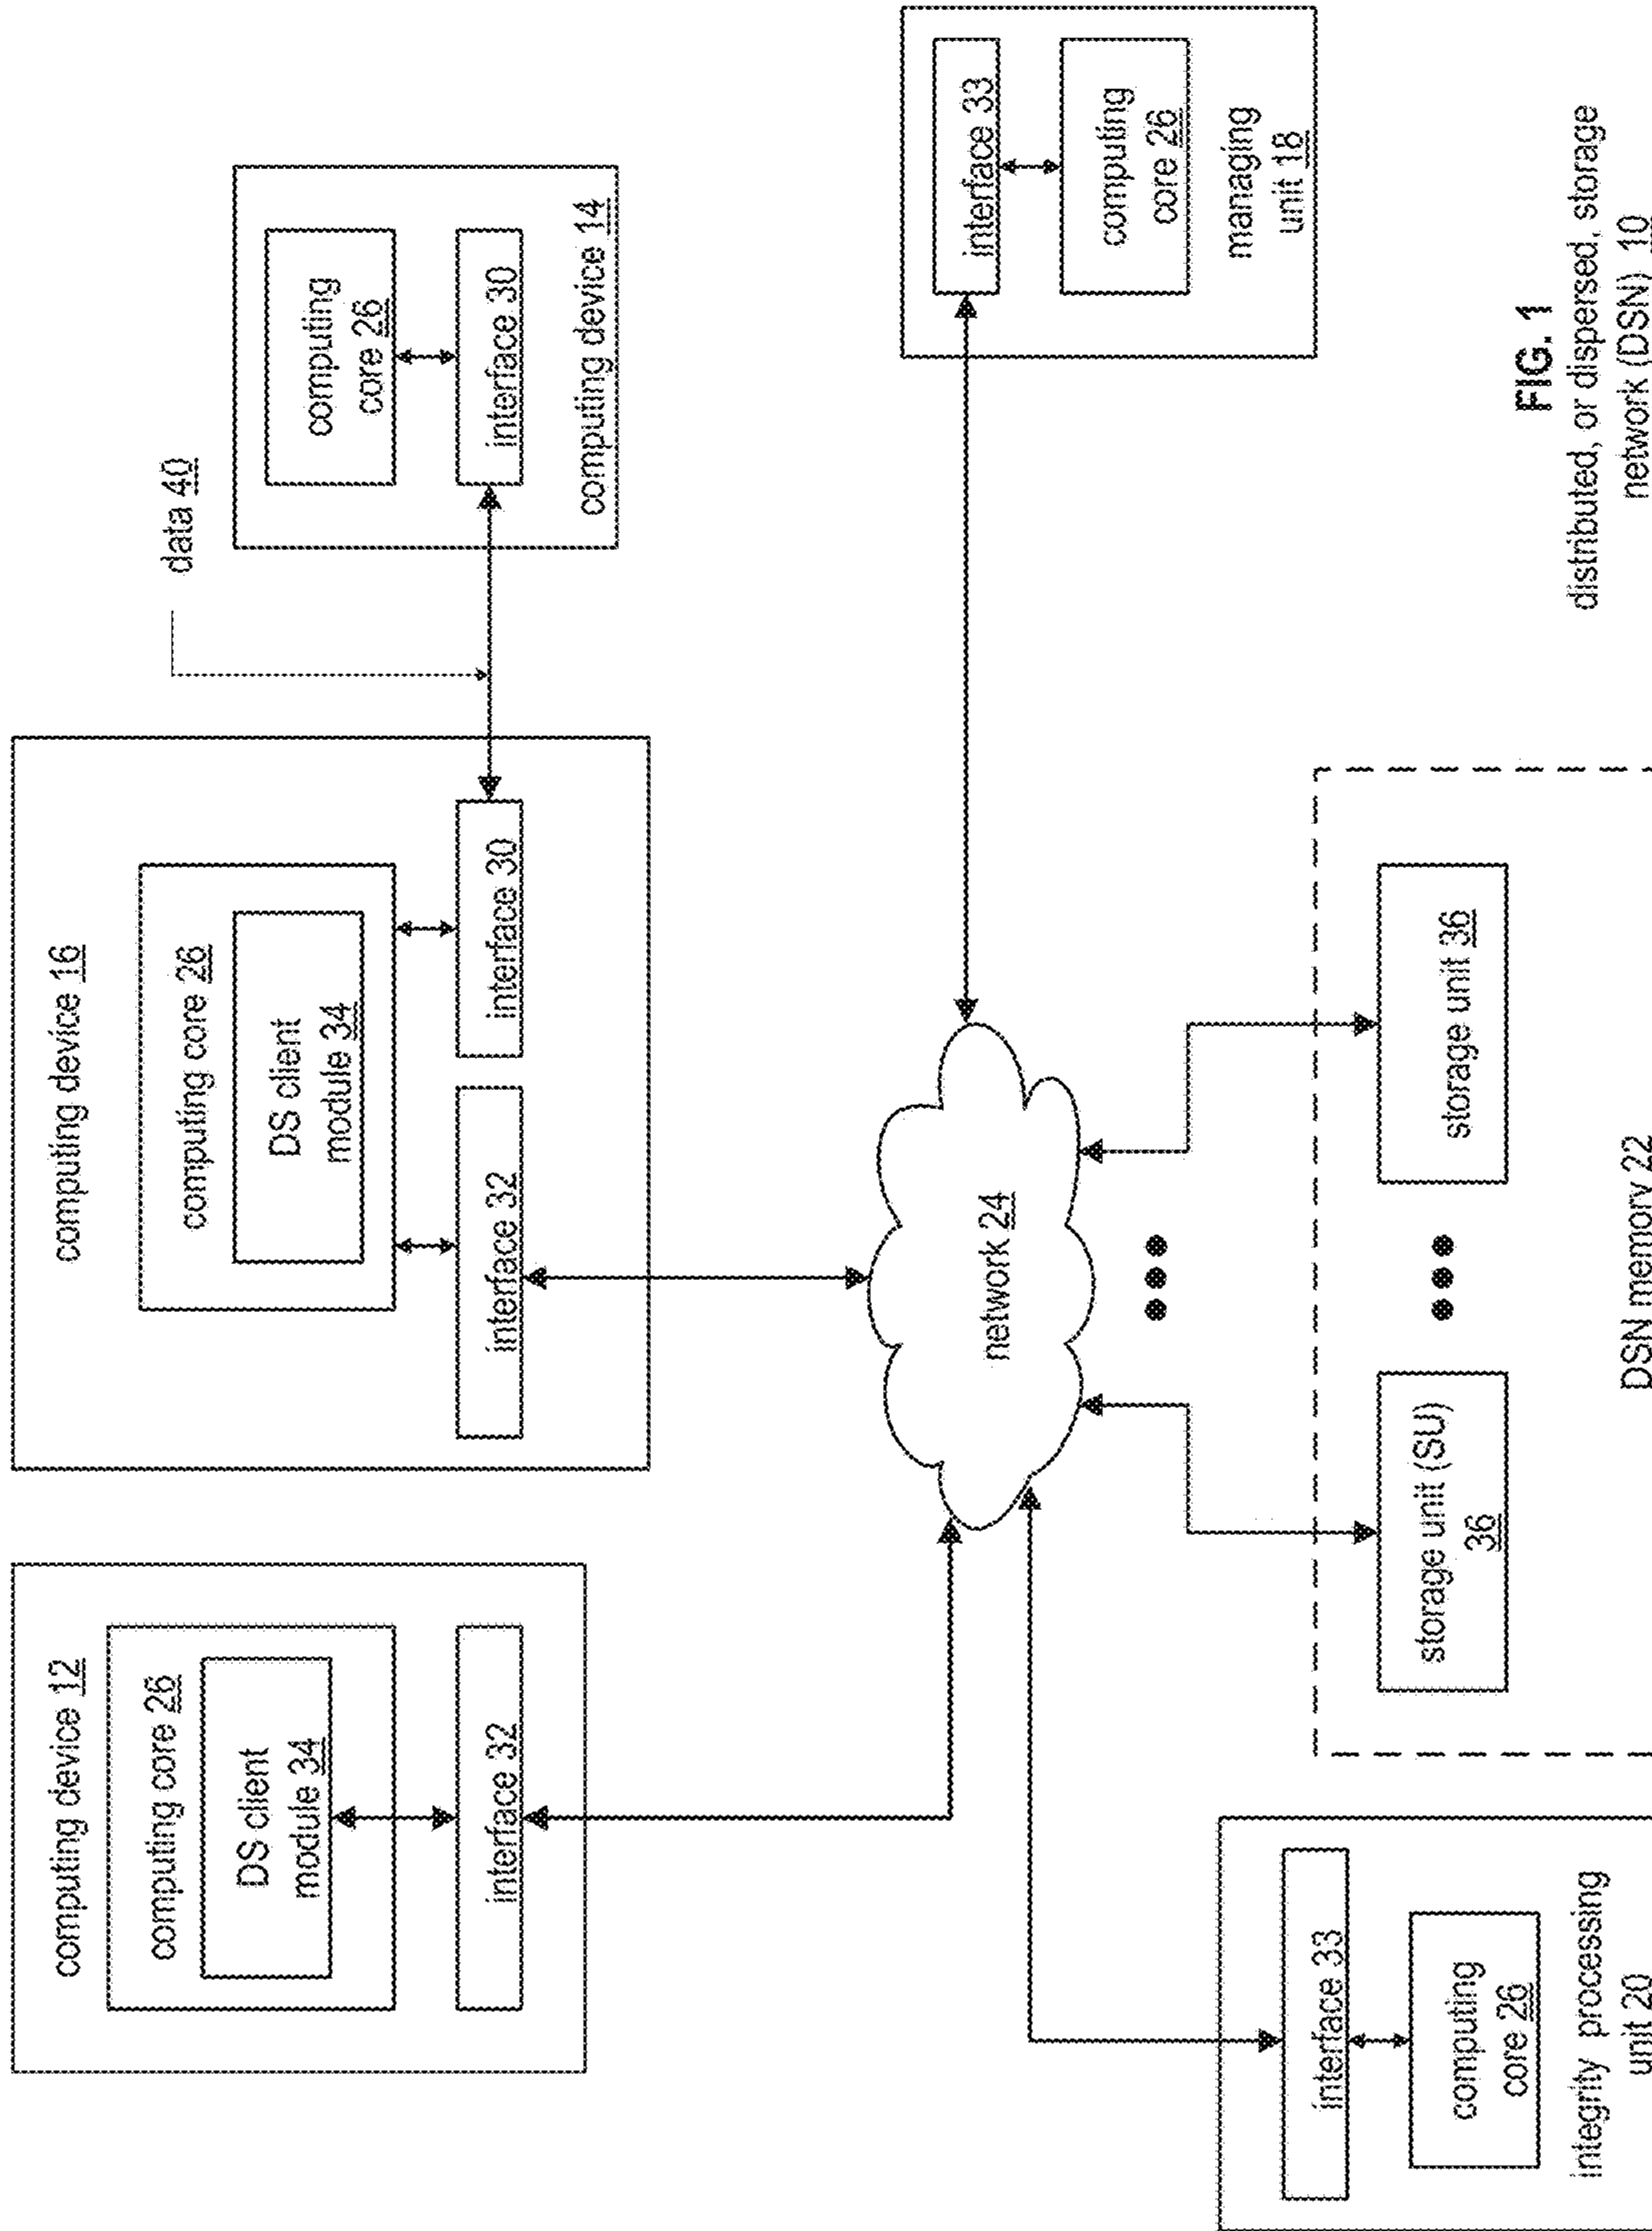 computing device 12
computing core 26
DS client
module 34
interface 32
computing device 16
computing core 26
DS client
module 34
interface 32
interface 30
data 40
computing
core 26
interface 30
computing device 14
network 24
interface 33
computing
core 26
managing
unit 18
interface 33
computing
core 26
integrity processing
unit 20
storage unit (SU)
36
storage unit 36
DSN memory 22
FIG. 1
distributed, or dispersed, storage
network (DSN) 10